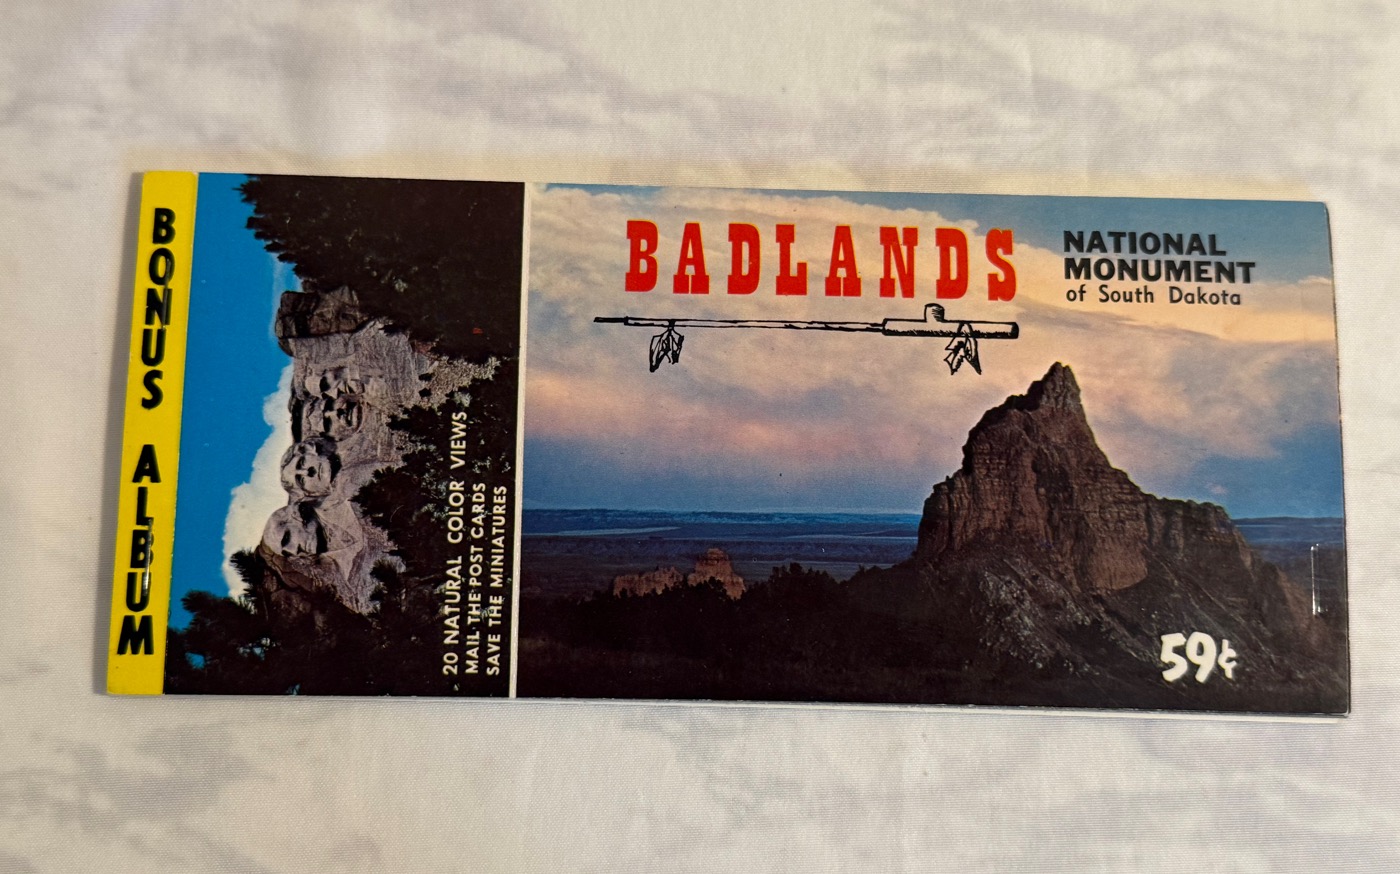 BONUS ALBUM
20 NATURAL COLOR VIEWS
MAIL THE POST CARDS
SAVE THE MINIATURES
BADLANDS
NATIONAL
MONUMENT
of South Dakota
59¢